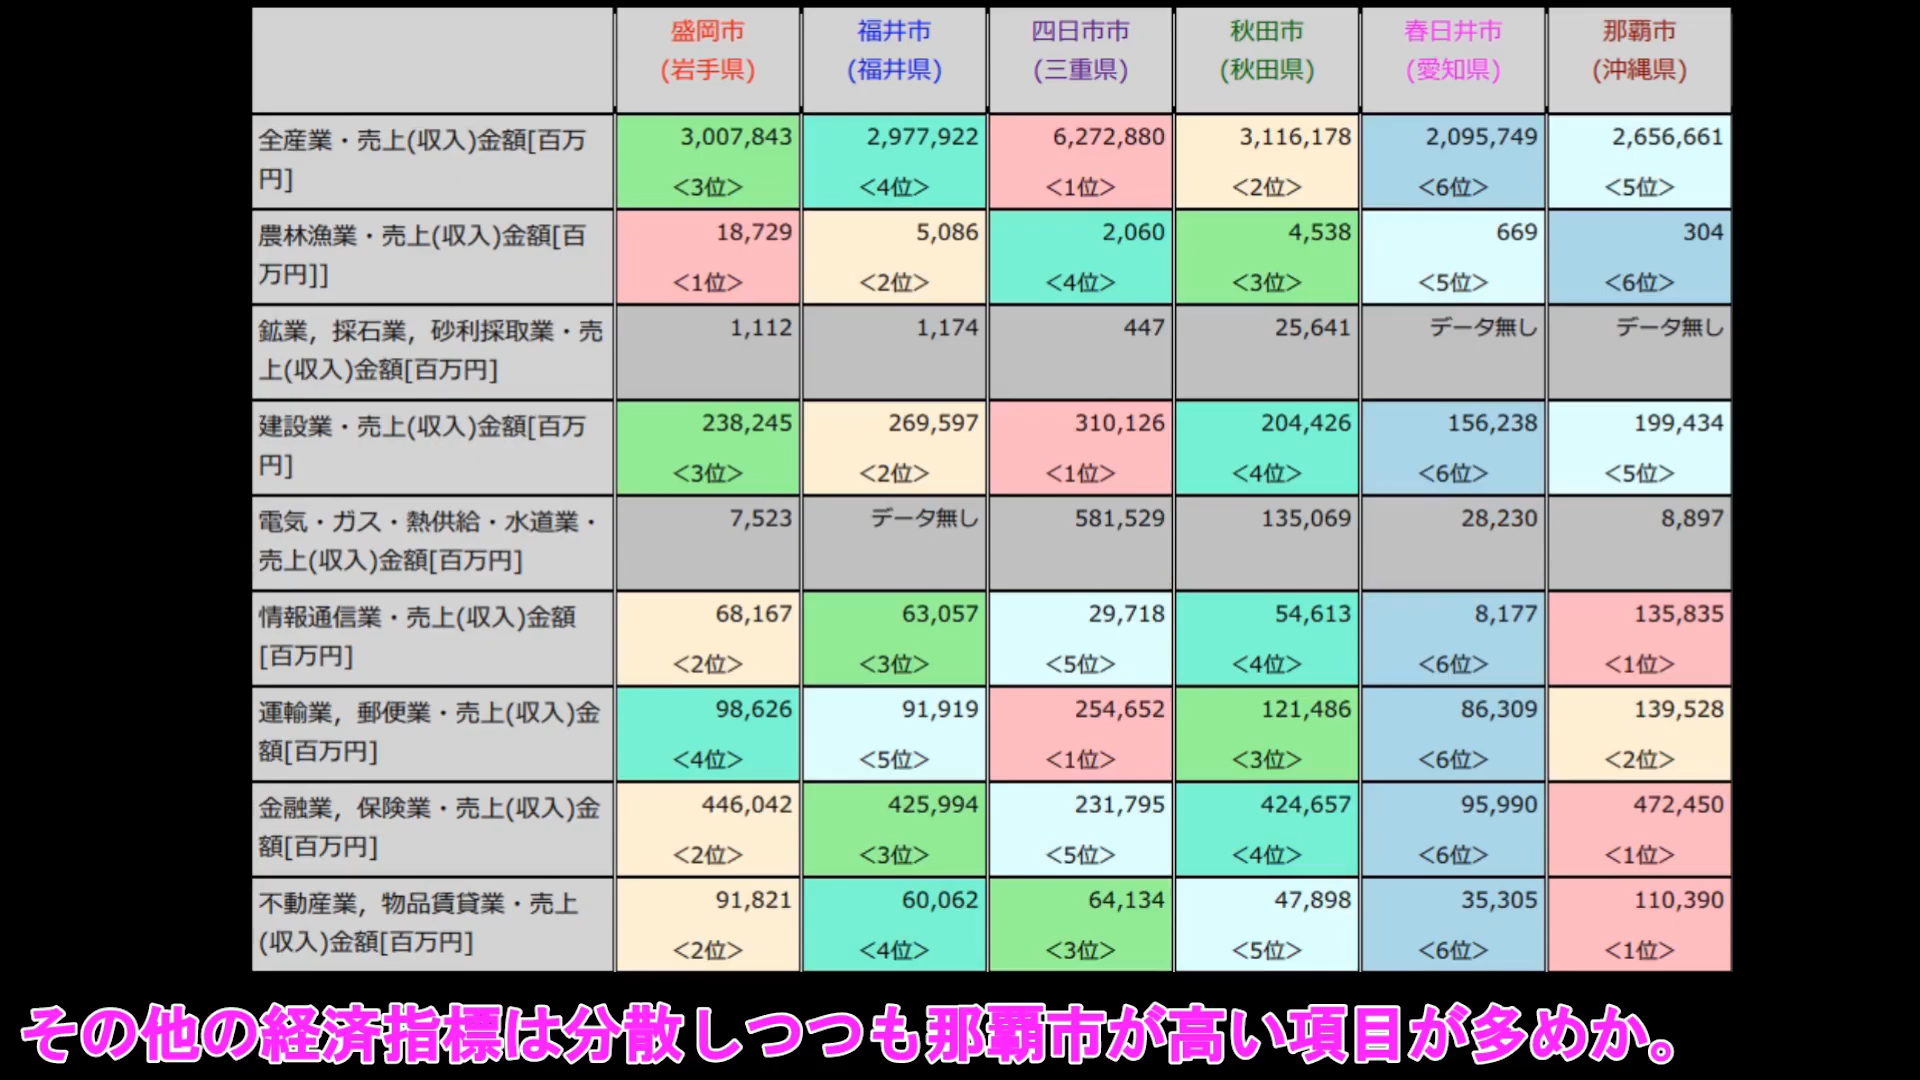 盛岡市 福井市 四日市市 秋田市 春日井市 那覇市
(岩手県) (福井県) (三重県) (秋田県) (愛知県) (沖縄県)
全産業・売上(収入)金額[百万 3,007,843 2,977,922 6,272,880 3,116,178 2,095,749 2,656,661
円] <3位> <4位> <1位> <2位> <6位> <5位>
農林漁業・売上(収入)金額[百 18,729 5,086 2,060 4,538 669 304
万円]] <1位> <2位> <4位> <3位> <5位> <6位>
鉱業，採石業，砂利採取業・売 1,112 1,174 447 25,641 データ無し データ無し
上(収入)金額[百万円]
建設業・売上(収入)金額[百万 238,245 269,597 310,126 204,426 156,238 199,434
円] <3位> <2位> <1位> <4位> <6位> <5位>
電気・ガス・熱供給・水道業・ 7,523 データ無し 581,529 135,069 28,230 8,897
売上(収入)金額[百万円]
情報通信業・売上(収入)金額 68,167 63,057 29,718 54,613 8,177 135,835
[百万円] <2位> <3位> <5位> <4位> <6位> <1位>
運輸業，郵便業・売上(収入)金 98,626 91,919 254,652 121,486 86,309 139,528
額[百万円] <4位> <5位> <1位> <3位> <6位> <2位>
金融業，保険業・売上(収入)金 446,042 425,994 231,795 424,657 95,990 472,450
額[百万円] <2位> <3位> <5位> <4位> <6位> <1位>
不動産業，物品賃貸業・売上 91,821 60,062 64,134 47,898 35,305 110,390
(収入)金額[百万円] <2位> <4位> <3位> <5位> <6位> <1位>
その他の経済指標は分散しつつも那覇市が高い項目が多めか。